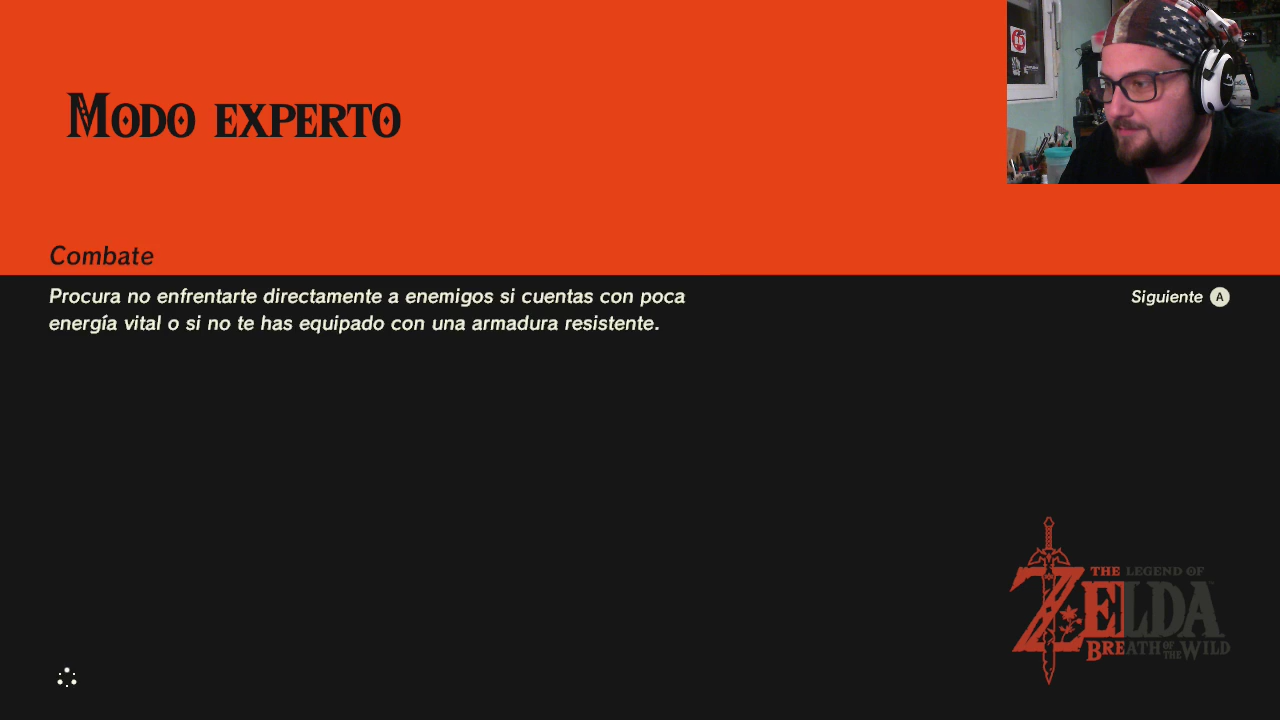 Modo experto
Combate
Procura no enfrentarte directamente a enemigos si cuentas con poca
energía vital o si no te has equipado con una armadura resistente.
Siguiente A
THE LEGEND OF
ZELDA
BREATH OF THE WILD